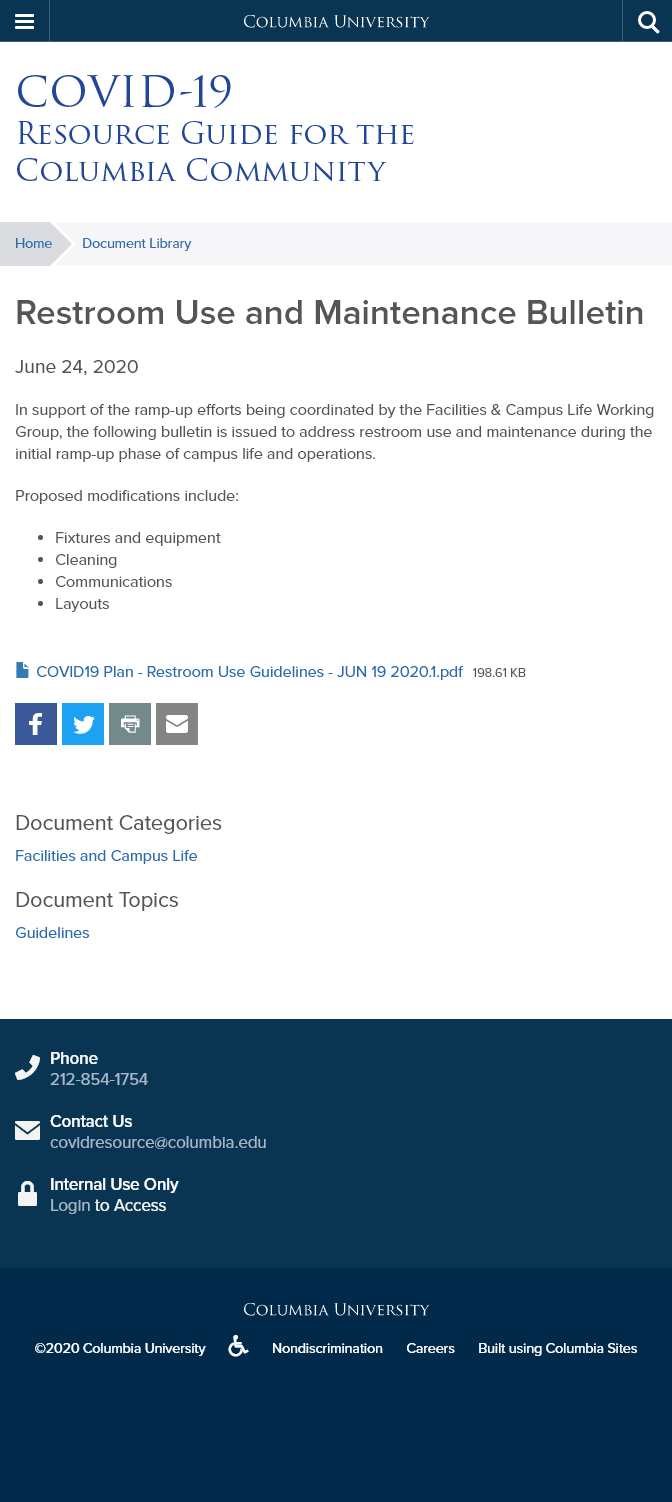 Columbia University
COVID-19
Resource Guide for the
Columbia Community
Home
Document Library
Restroom Use and Maintenance Bulletin
June 24, 2020
In support of the ramp-up efforts being coordinated by the Facilities & Campus Life Working
Group, the following bulletin is issued to address restroom use and maintenance during the
initial ramp-up phase of campus life and operations.
Proposed modifications include:
• Fixtures and equipment
• Cleaning
• Communications
• Layouts
COVID19 Plan - Restroom Use Guidelines - JUN 19 2020.1.pdf 198.61 KB
Document Categories
Facilities and Campus Life
Document Topics
Guidelines
Phone
212-854-1754
Contact Us
covidresource@columbia.edu
Internal Use Only
Login to Access
Columbia University
©2020 Columbia University Nondiscrimination Careers Built using Columbia Sites